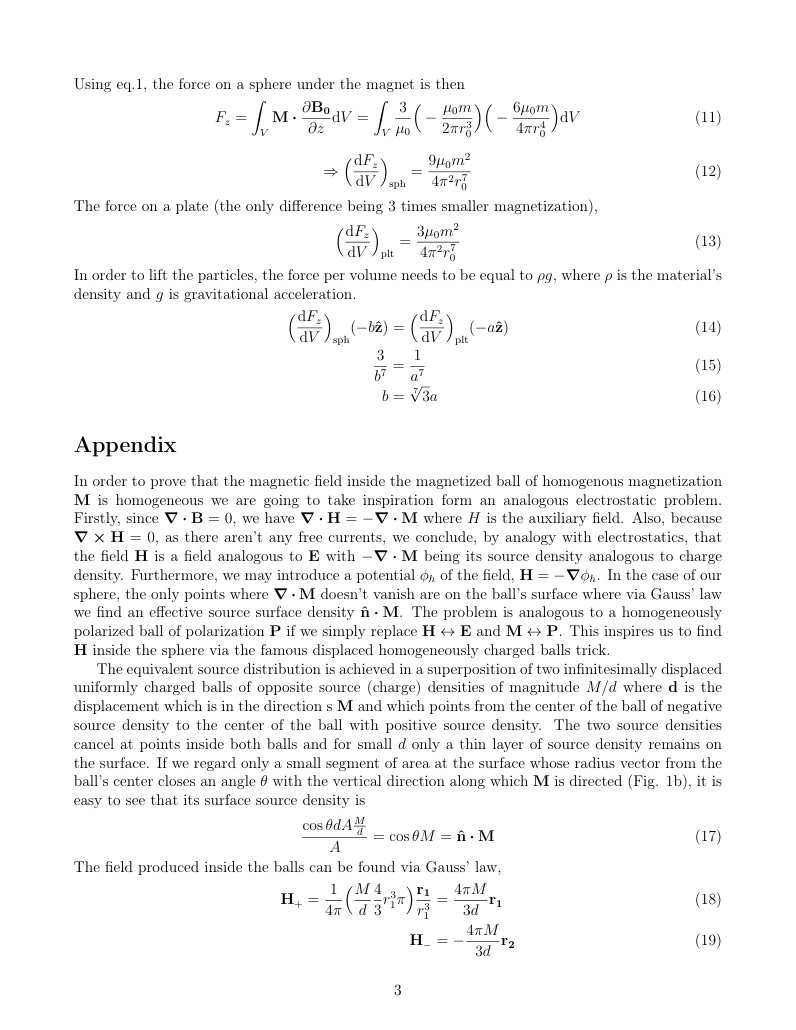 Using eq.1, the force on a sphere under the magnet is then
F_z = ∫_V M · ∂B_0/∂z dV = ∫_V 3/μ_0 ( − μ_0 m / 2πr_0^3 ) ( − 6μ_0 m / 4πr_0^4 ) dV (11)
⇒ ( dF_z / dV )_sph = 9μ_0 m^2 / 4π^2 r_0^7 (12)
The force on a plate (the only difference being 3 times smaller magnetization),
( dF_z / dV )_plt = 3μ_0 m^2 / 4π^2 r_0^7 (13)
In order to lift the particles, the force per volume needs to be equal to ρg, where ρ is the material's
density and g is gravitational acceleration.
( dF_z / dV )_sph (−bẑ) = ( dF_z / dV )_plt (−aẑ) (14)
3 / b^7 = 1 / a^7 (15)
b = ⁷√3 a (16)
Appendix
In order to prove that the magnetic field inside the magnetized ball of homogenous magnetization
M is homogeneous we are going to take inspiration form an analogous electrostatic problem.
Firstly, since ∇ · B = 0, we have ∇ · H = −∇ · M where H is the auxiliary field. Also, because
∇ × H = 0, as there aren't any free currents, we conclude, by analogy with electrostatics, that
the field H is a field analogous to E with −∇ · M being its source density analogous to charge
density. Furthermore, we may introduce a potential ϕ_h of the field, H = −∇ϕ_h. In the case of our
sphere, the only points where ∇ · M doesn't vanish are on the ball's surface where via Gauss' law
we find an effective source surface density n̂ · M. The problem is analogous to a homogeneously
polarized ball of polarization P if we simply replace H ↔ E and M ↔ P. This inspires us to find
H inside the sphere via the famous displaced homogeneously charged balls trick.
The equivalent source distribution is achieved in a superposition of two infinitesimally displaced
uniformly charged balls of opposite source (charge) densities of magnitude M/d where d is the
displacement which is in the direction s M and which points from the center of the ball of negative
source density to the center of the ball with positive source density. The two source densities
cancel at points inside both balls and for small d only a thin layer of source density remains on
the surface. If we regard only a small segment of area at the surface whose radius vector from the
ball's center closes an angle θ with the vertical direction along which M is directed (Fig. 1b), it is
easy to see that its surface source density is
cos θdA M/d / A = cos θM = n̂ · M (17)
The field produced inside the balls can be found via Gauss' law,
H_+ = 1/4π ( M/d 4/3 r_1^3 π ) r_1 / r_1^3 = 4πM / 3d r_1 (18)
H_− = − 4πM / 3d r_2 (19)
3